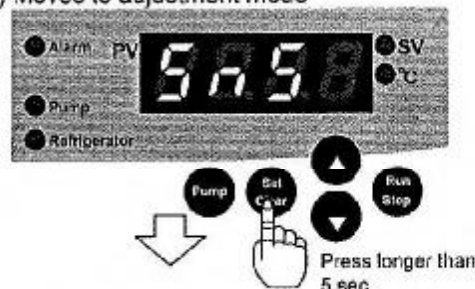 ) Moves to adjustment mode
Alarm PV SnS SV
°C
Pump
Refrigerator
Pump Set Clear Run Stop
Press longer than
5 sec